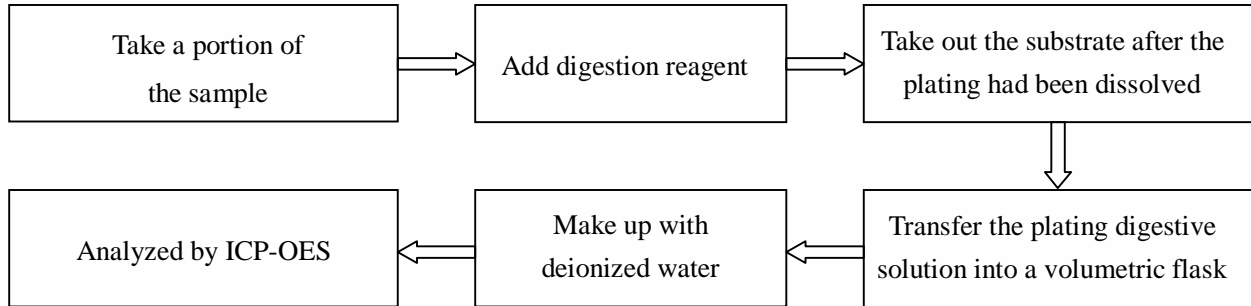 Take a portion of
the sample
Add digestion reagent
Take out the substrate after the
plating had been dissolved
Transfer the plating digestive
solution into a volumetric flask
Make up with
deionized water
Analyzed by ICP-OES